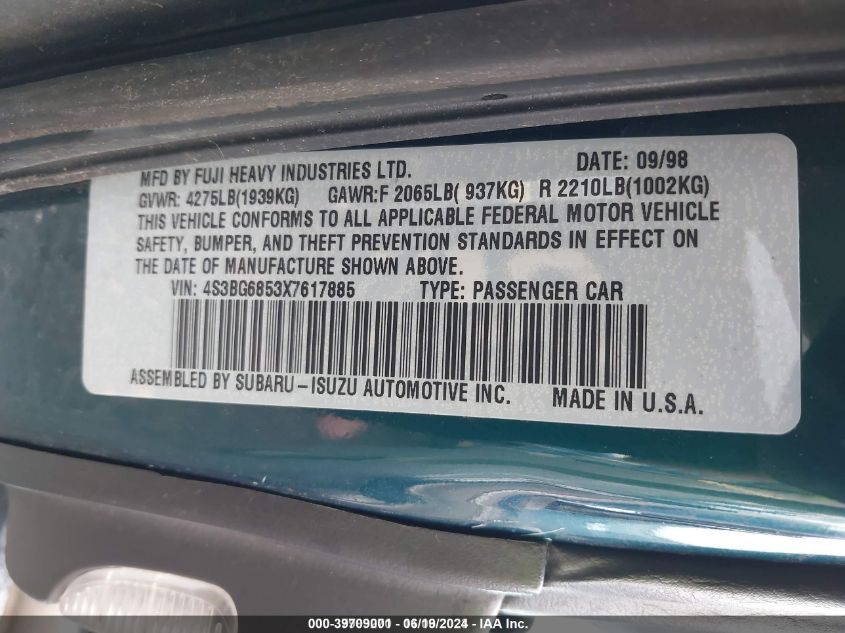 MFD BY FUJI HEAVY INDUSTRIES LTD. DATE: 09/98
GVWR: 4275LB(1939KG) GAWR:F 2065LB( 937KG) R 2210LB(1002KG)
THIS VEHICLE CONFORMS TO ALL APPLICABLE FEDERAL MOTOR VEHICLE
SAFETY, BUMPER, AND THEFT PREVENTION STANDARDS IN EFFECT ON
THE DATE OF MANUFACTURE SHOWN ABOVE.
VIN: 4S3BG6853X7617885 TYPE: PASSENGER CAR
ASSEMBLED BY SUBARU-ISUZU AUTOMOTIVE INC. MADE IN U.S.A.
000-39709001 - 06/19/2024 - IAA Inc.